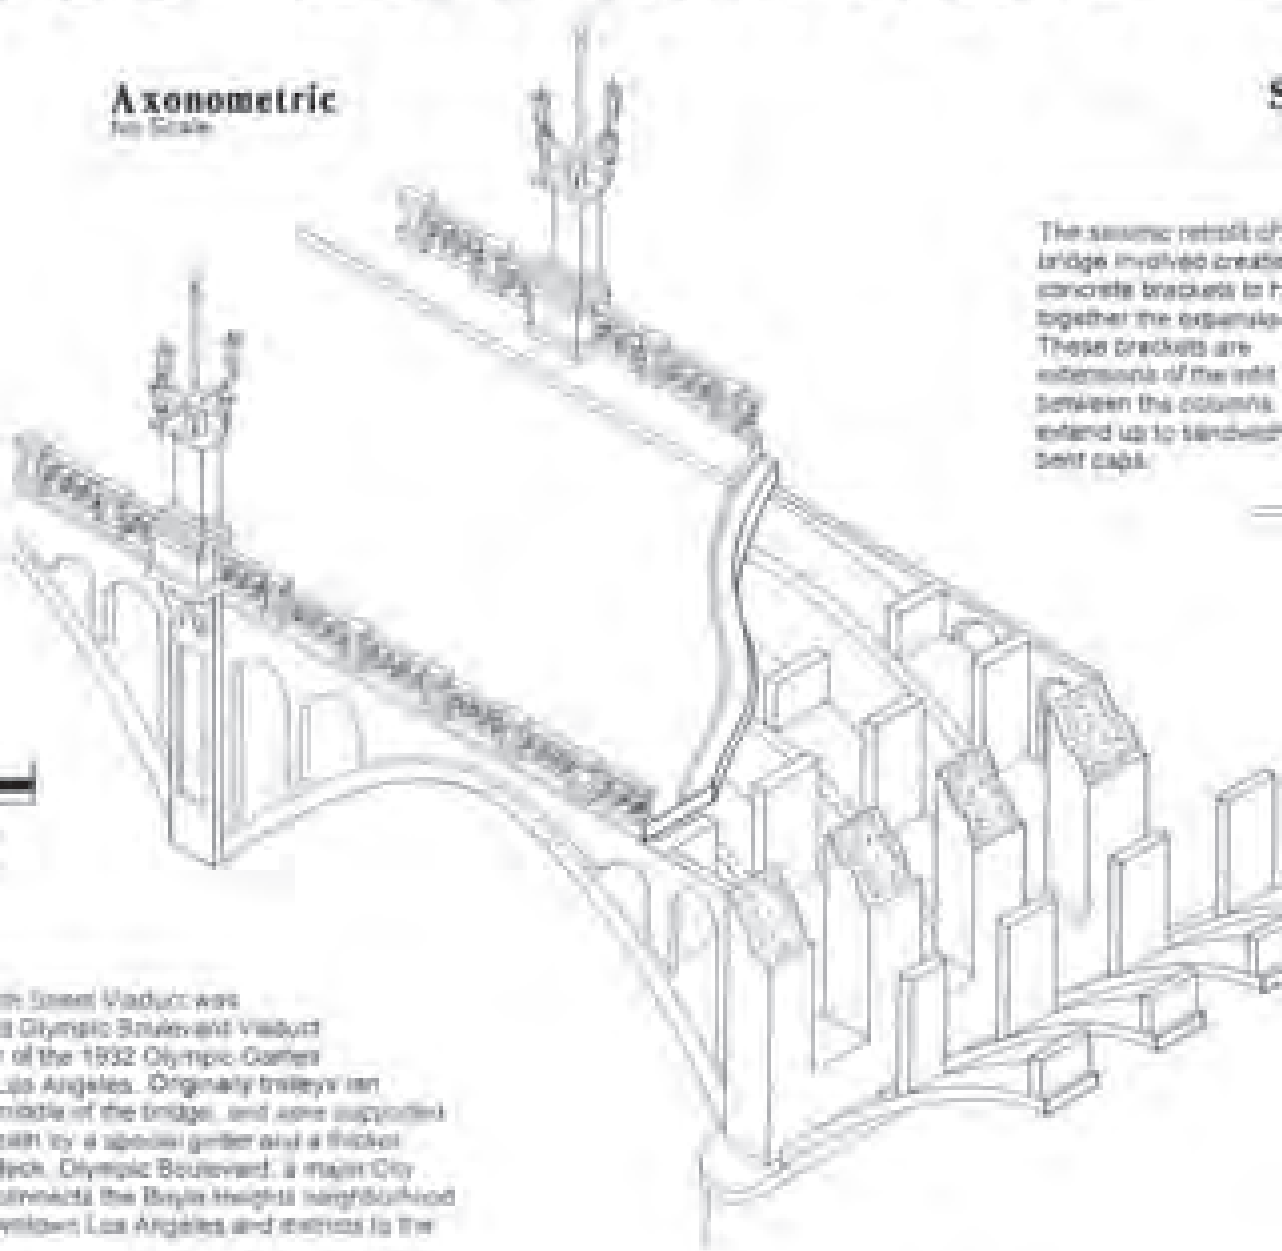 Axonometric
No Scale
S
The seismic retrofit of
bridge involved creati
concrete brackets to h
together the expansio
These brackets are
extensions of the infill
between the columns.
extend up to sandwich
bent caps.
th Street Viaduct was
d Olympic Boulevard Viaduct
r of the 1932 Olympic Games
Los Angeles. Originally trolleys ran
middle of the bridge, and were supported
by a special girder and a thicker
deck. Olympic Boulevard, a major City
connects the Boyle Heights neighborhood
wntown Los Angeles and extends to the